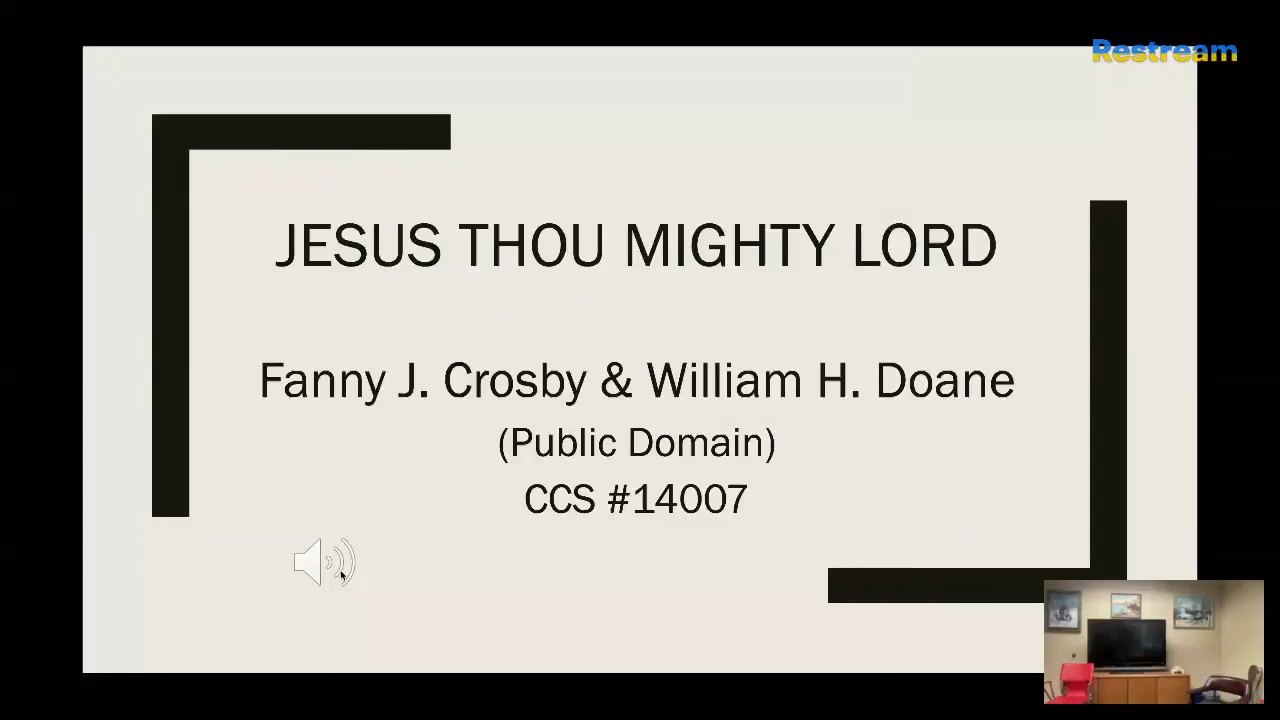 Restream
JESUS THOU MIGHTY LORD
Fanny J. Crosby & William H. Doane
(Public Domain)
CCS #14007